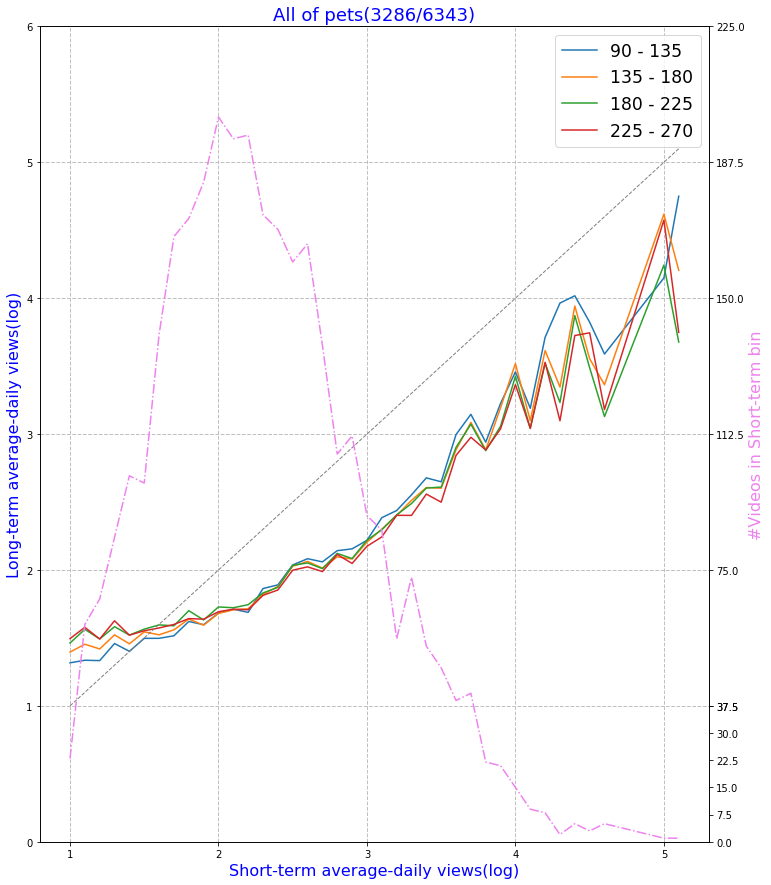 All of pets(3286/6343)
90 - 135
135 - 180
180 - 225
225 - 270
6
5
4
3
2
1
0
225.0
187.5
150.0
112.5
75.0
37.5
30.0
22.5
15.0
7.5
0.0
1 2 3 4 5
Long-term average-daily views(log)
#Videos in Short-term bin
Short-term average-daily views(log)